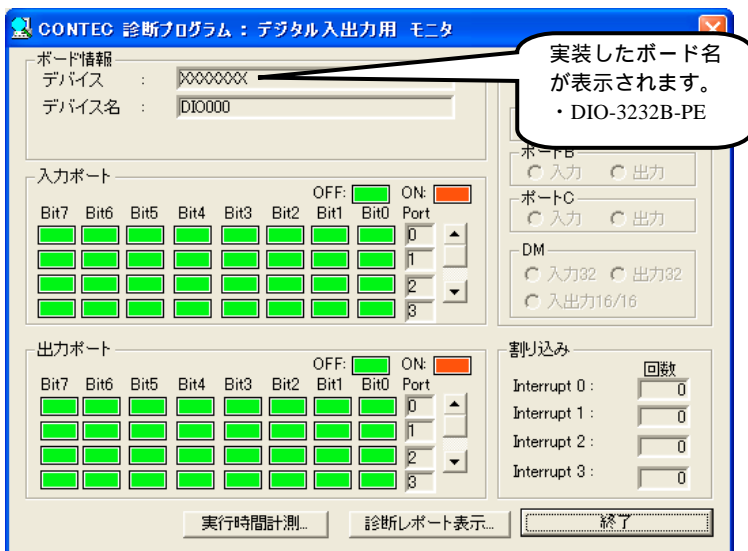 CONTEC 診断プログラム : デジタル入出力用 モニタ
実装したボード名
が表示されます。
・DIO-3232B-PE
ボード情報
デバイス : XXXXXXX
デバイス名 : DIO000
ポートB
入力 出力
ポートC
入力 出力
DM
入力32 出力32
入出力16/16
入力ポート
OFF: ON:
Bit7 Bit6 Bit5 Bit4 Bit3 Bit2 Bit1 Bit0 Port
0
1
2
3
出力ポート
OFF: ON:
Bit7 Bit6 Bit5 Bit4 Bit3 Bit2 Bit1 Bit0 Port
0
1
2
3
割り込み
回数
Interrupt 0 : 0
Interrupt 1 : 0
Interrupt 2 : 0
Interrupt 3 : 0
実行時間計測...
診断レポート表示...
終了